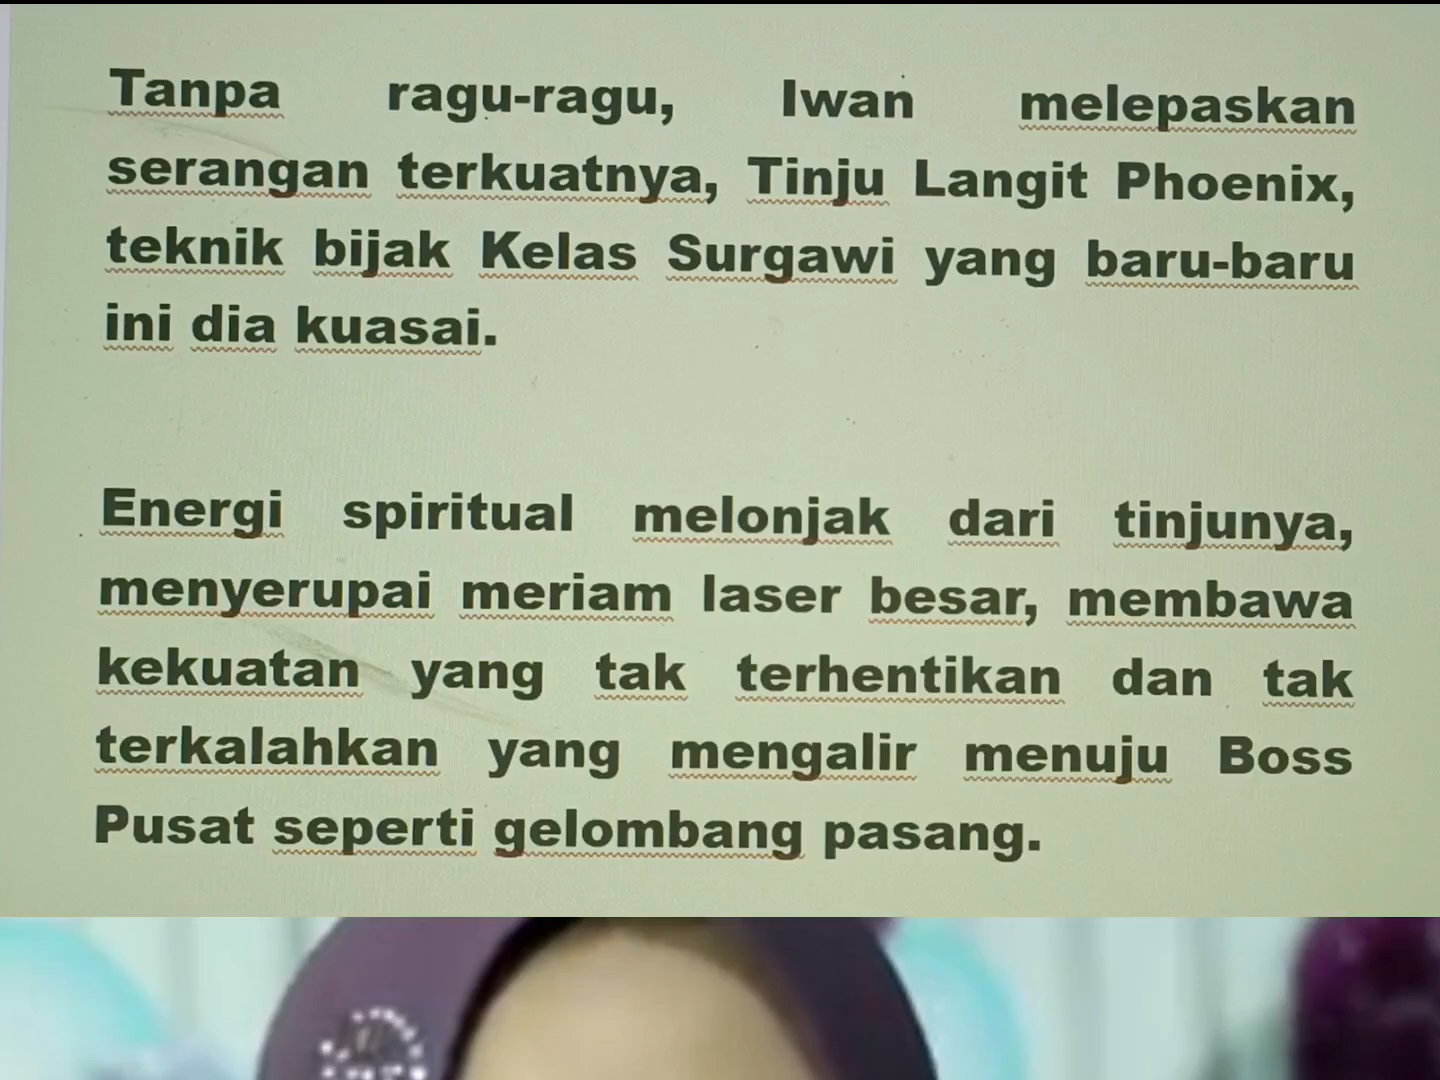 Tanpa ragu-ragu, Iwan melepaskan
serangan terkuatnya, Tinju Langit Phoenix,
teknik bijak Kelas Surgawi yang baru-baru
ini dia kuasai.
Energi spiritual melonjak dari tinjunya,
menyerupai meriam laser besar, membawa
kekuatan yang tak terhentikan dan tak
terkalahkan yang mengalir menuju Boss
Pusat seperti gelombang pasang.